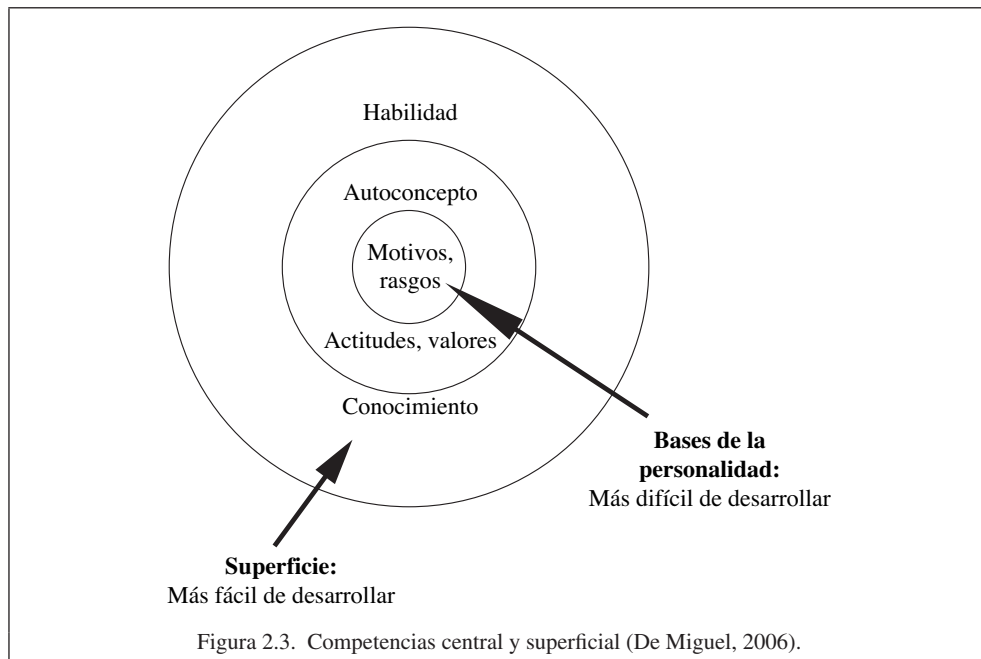 Habilidad
Autoconcepto
Motivos,
rasgos
Actitudes, valores
Conocimiento
Bases de la
personalidad:
Más difícil de desarrollar
Superficie:
Más fácil de desarrollar
Figura 2.3. Competencias central y superficial (De Miguel, 2006).